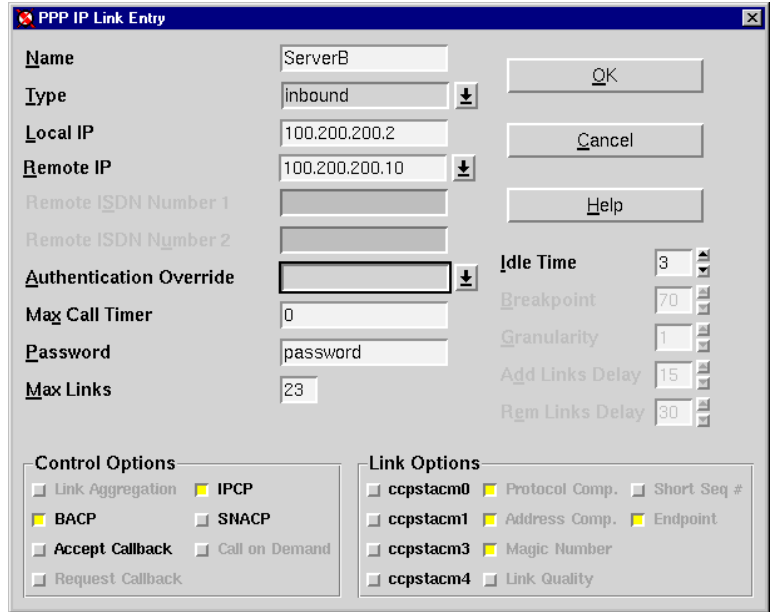 PPP IP Link Entry
Name ServerB
Type inbound
Local IP 100.200.200.2
Remote IP 100.200.200.10
Remote ISDN Number 1
Remote ISDN Number 2
Authentication Override
Max Call Timer 0
Password password
Max Links 23
OK
Cancel
Help
Idle Time 3
Breakpoint 70
Granularity 1
Add Links Delay 15
Rem Links Delay 30
Control Options
Link Aggregation IPCP
BACP SNACP
Accept Callback Call on Demand
Request Callback
Link Options
ccpstacm0 Protocol Comp. Short Seq #
ccpstacm1 Address Comp. Endpoint
ccpstacm3 Magic Number
ccpstacm4 Link Quality